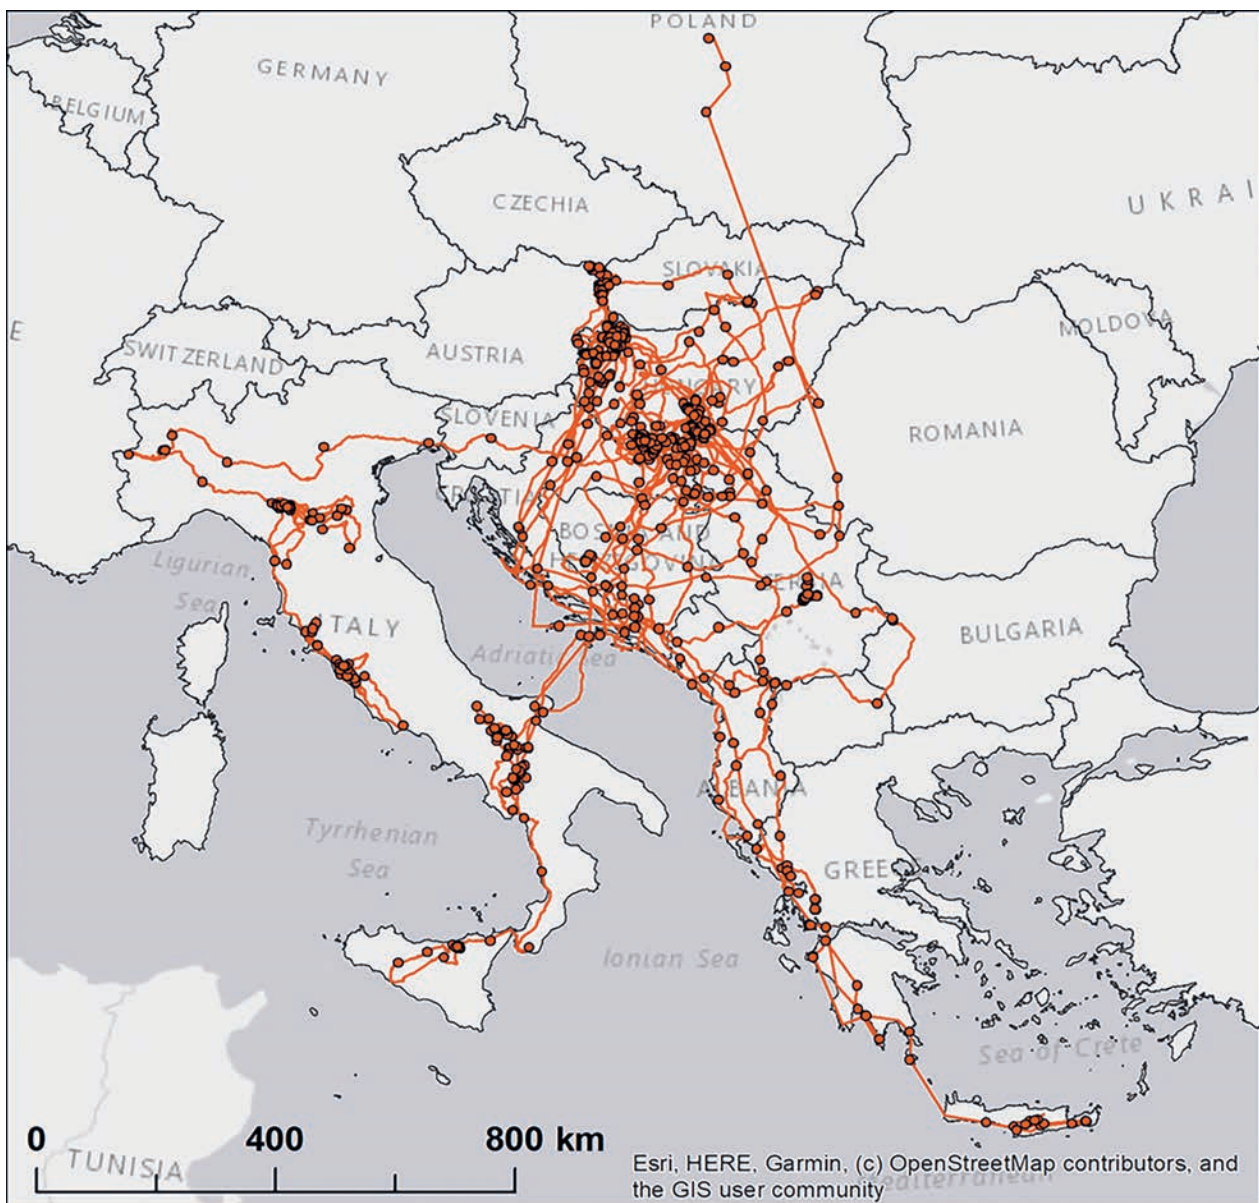 POLAND
GERMANY
BELGIUM
UKRAI
CZECHIA
SLOVAKIA
MOLDOVA
E
SWITZERLAND
AUSTRIA
HUNGARY
SLOVENIA
ROMANIA
CROATIA
BOSNIA AND
HERZEGOVINA
Ligurian
Sea
SERBIA
ITALY
BULGARIA
Adriatic Sea
ALBANIA
Tyrrhenian
Sea
GREECE
Ionian Sea
Sea of Crete
0 400 800 km
TUNISIA
Esri, HERE, Garmin, (c) OpenStreetMap contributors, and
the GIS user community